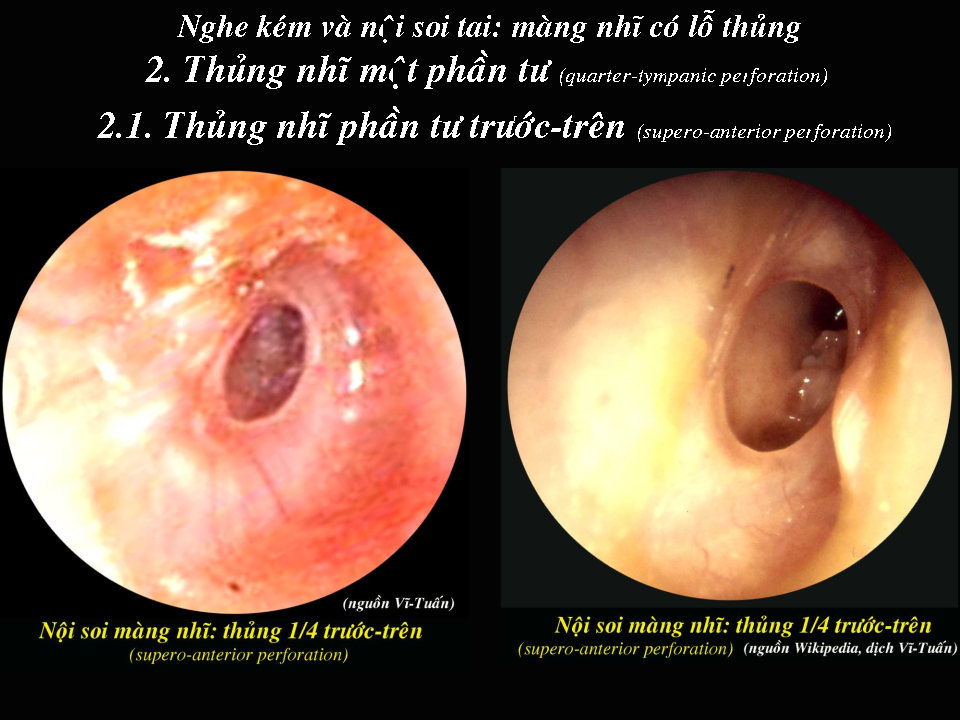 Nghe kém và nội soi tai: màng nhĩ có lỗ thủng
2. Thủng nhĩ một phần tư (quarter-tympanic perforation)
2.1. Thủng nhĩ phần tư trước-trên (supero-anterior perforation)
(nguồn Vĩ-Tuấn)
Nội soi màng nhĩ: thủng 1/4 trước-trên
(supero-anterior perforation)
Nội soi màng nhĩ: thủng 1/4 trước-trên
(supero-anterior perforation) (nguồn Wikipedia, dịch Vĩ-Tuấn)